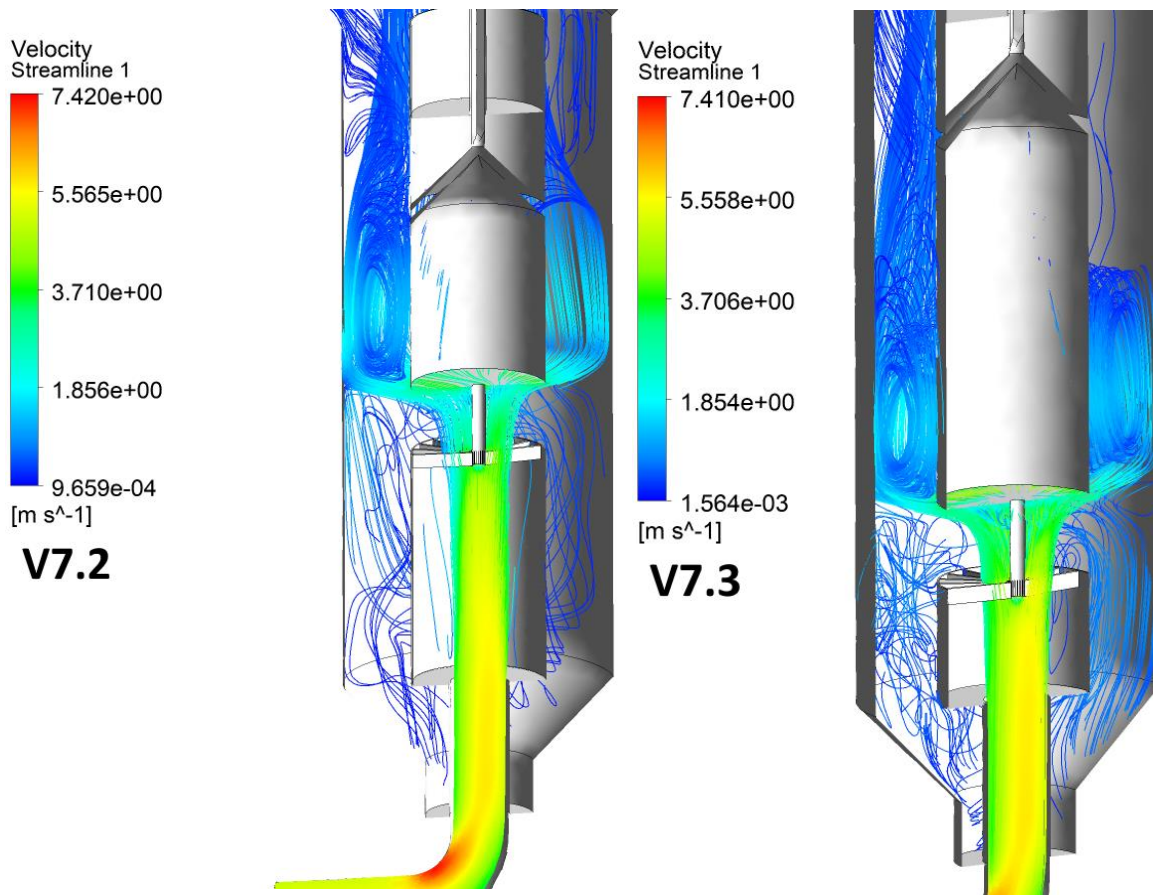 Velocity
Streamline 1
7.420e+00
5.565e+00
3.710e+00
1.856e+00
9.659e-04
[m s^-1]
V7.2
Velocity
Streamline 1
7.410e+00
5.558e+00
3.706e+00
1.854e+00
1.564e-03
[m s^-1]
V7.3